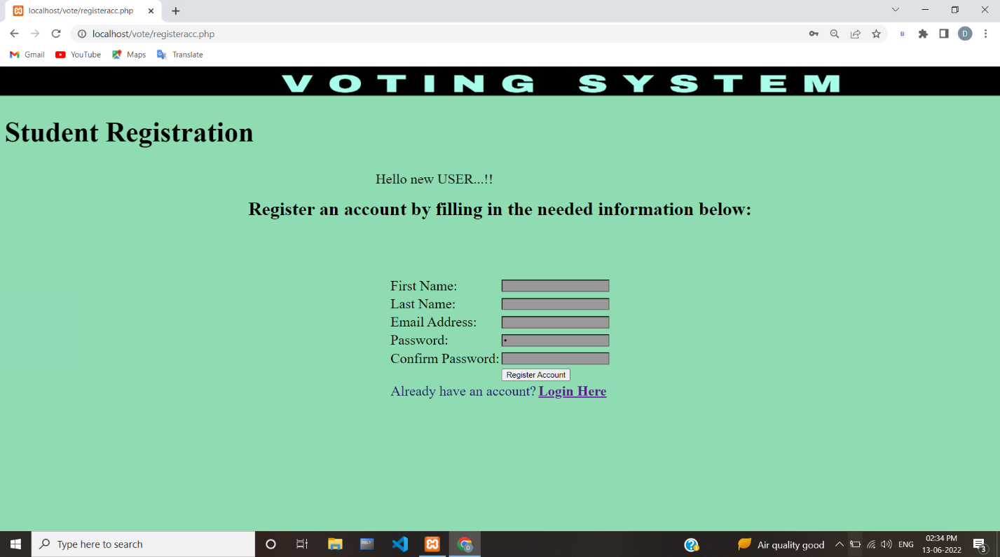 localhost/vote/registeracc.php
localhost/vote/registeracc.php
B
D
Gmail
YouTube
Maps
Translate
VOTING SYSTEM
Student Registration
Hello new USER...!!
Register an account by filling in the needed information below:
First Name:
Last Name:
Email Address:
Password:
Confirm Password:
Register Account
Already have an account? Login Here
Type here to search
SQL>
D
Air quality good
ENG
02:34 PM
13-06-2022
3